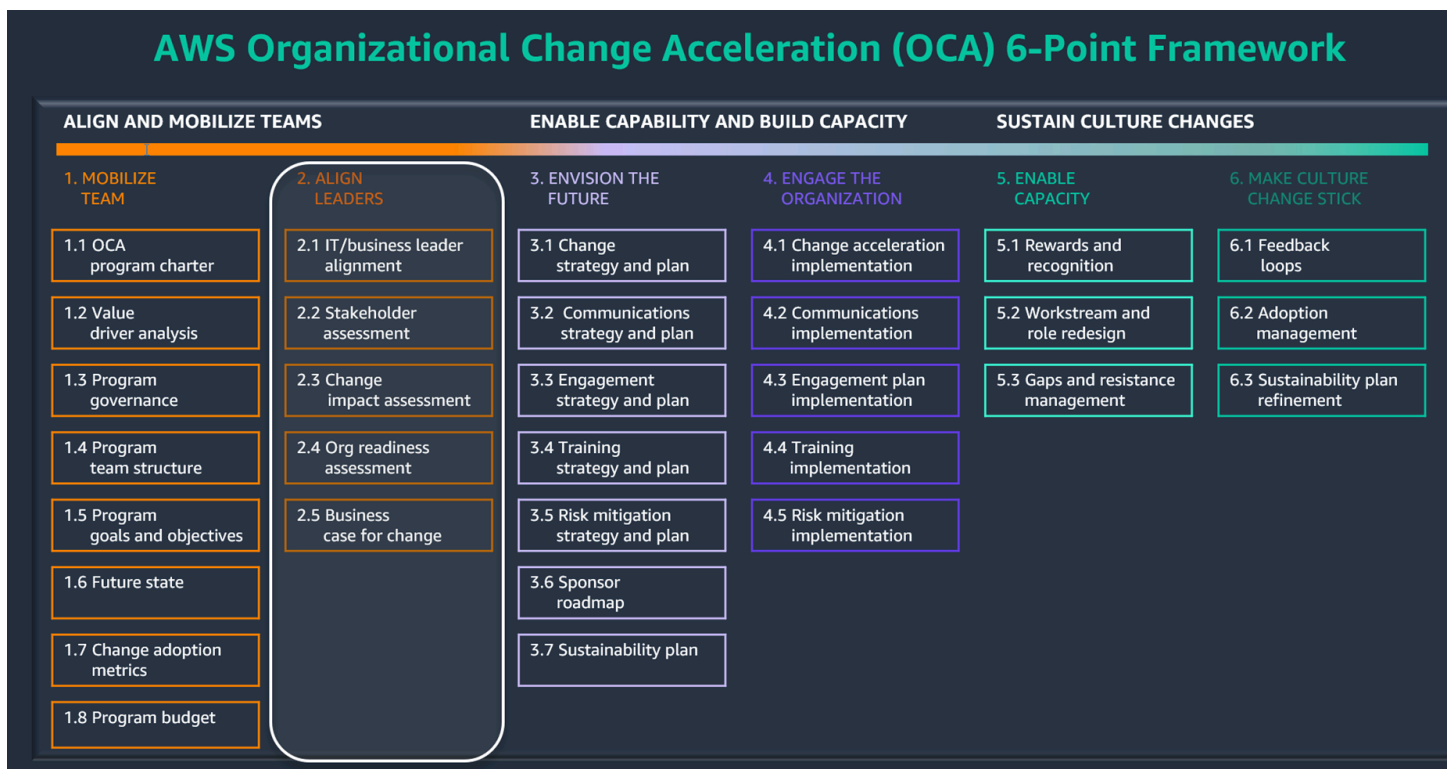 AWS Organizational Change Acceleration (OCA) 6-Point Framework
ALIGN AND MOBILIZE TEAMS
ENABLE CAPABILITY AND BUILD CAPACITY
SUSTAIN CULTURE CHANGES
1. MOBILIZE
TEAM
1.1 OCA
program charter
1.2 Value
driver analysis
1.3 Program
governance
1.4 Program
team structure
1.5 Program
goals and objectives
1.6 Future state
1.7 Change adoption
metrics
1.8 Program budget
2. ALIGN
LEADERS
2.1 IT/business leader
alignment
2.2 Stakeholder
assessment
2.3 Change
impact assessment
2.4 Org readiness
assessment
2.5 Business
case for change
3. ENVISION THE
FUTURE
3.1 Change
strategy and plan
3.2 Communications
strategy and plan
3.3 Engagement
strategy and plan
3.4 Training
strategy and plan
3.5 Risk mitigation
strategy and plan
3.6 Sponsor
roadmap
3.7 Sustainability plan
4. ENGAGE THE
ORGANIZATION
4.1 Change acceleration
implementation
4.2 Communications
implementation
4.3 Engagement plan
implementation
4.4 Training
implementation
4.5 Risk mitigation
implementation
5. ENABLE
CAPACITY
5.1 Rewards and
recognition
5.2 Workstream and
role redesign
5.3 Gaps and resistance
management
6. MAKE CULTURE
CHANGE STICK
6.1 Feedback
loops
6.2 Adoption
management
6.3 Sustainability plan
refinement